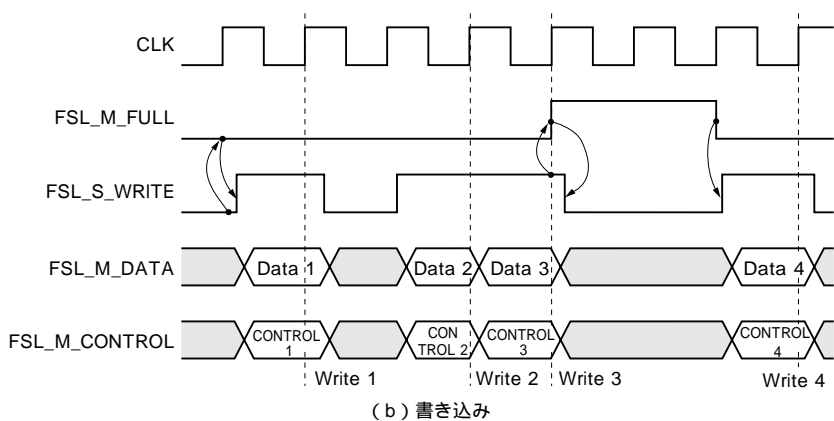 CLK
FSL_M_FULL
FSL_S_WRITE
FSL_M_DATA
Data 1
Data 2
Data 3
Data 4
FSL_M_CONTROL
CONTROL
1
CON
TROL 2
CONTROL
3
CONTROL
4
Write 1
Write 2
Write 3
Write 4
(b)書き込み